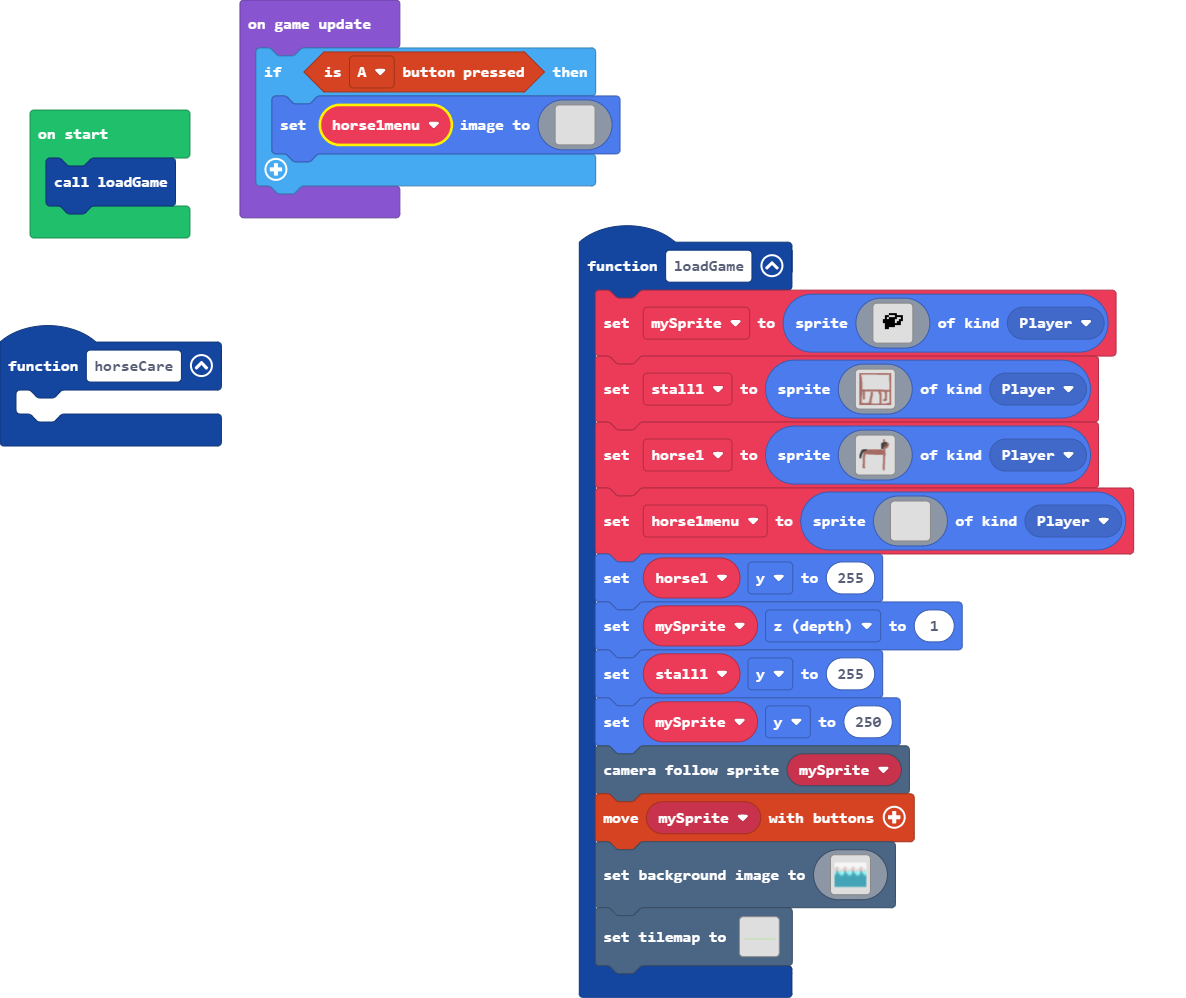 on game update
if is A button pressed then
set horse1menu image to
on start
call loadGame
function horseCare
function loadGame
set mySprite to sprite of kind Player
set stall1 to sprite of kind Player
set horse1 to sprite of kind Player
set horse1menu to sprite of kind Player
set horse1 y to 255
set mySprite z (depth) to 1
set stall1 y to 255
set mySprite y to 250
camera follow sprite mySprite
move mySprite with buttons
set background image to
set tilemap to